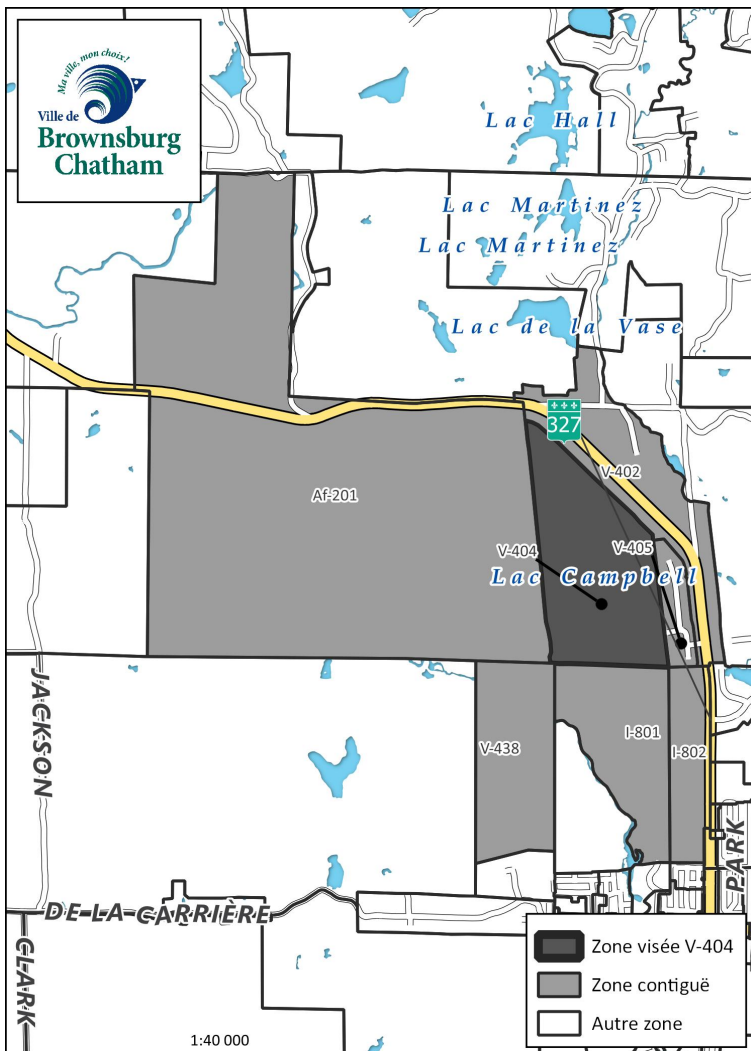 Ma ville, mon choix!
Ville de
Brownsburg
Chatham
Lac Hall
Lac Martinez
Lac Martinez
Lac de la Vase
327
V-402
Af-201
V-404
V-405
Lac Campbell
JACKSON
V-438
I-801
I-802
PARK
DE LA CARRIÈRE
CLARK
Zone visée V-404
Zone contiguë
Autre zone
1:40 000